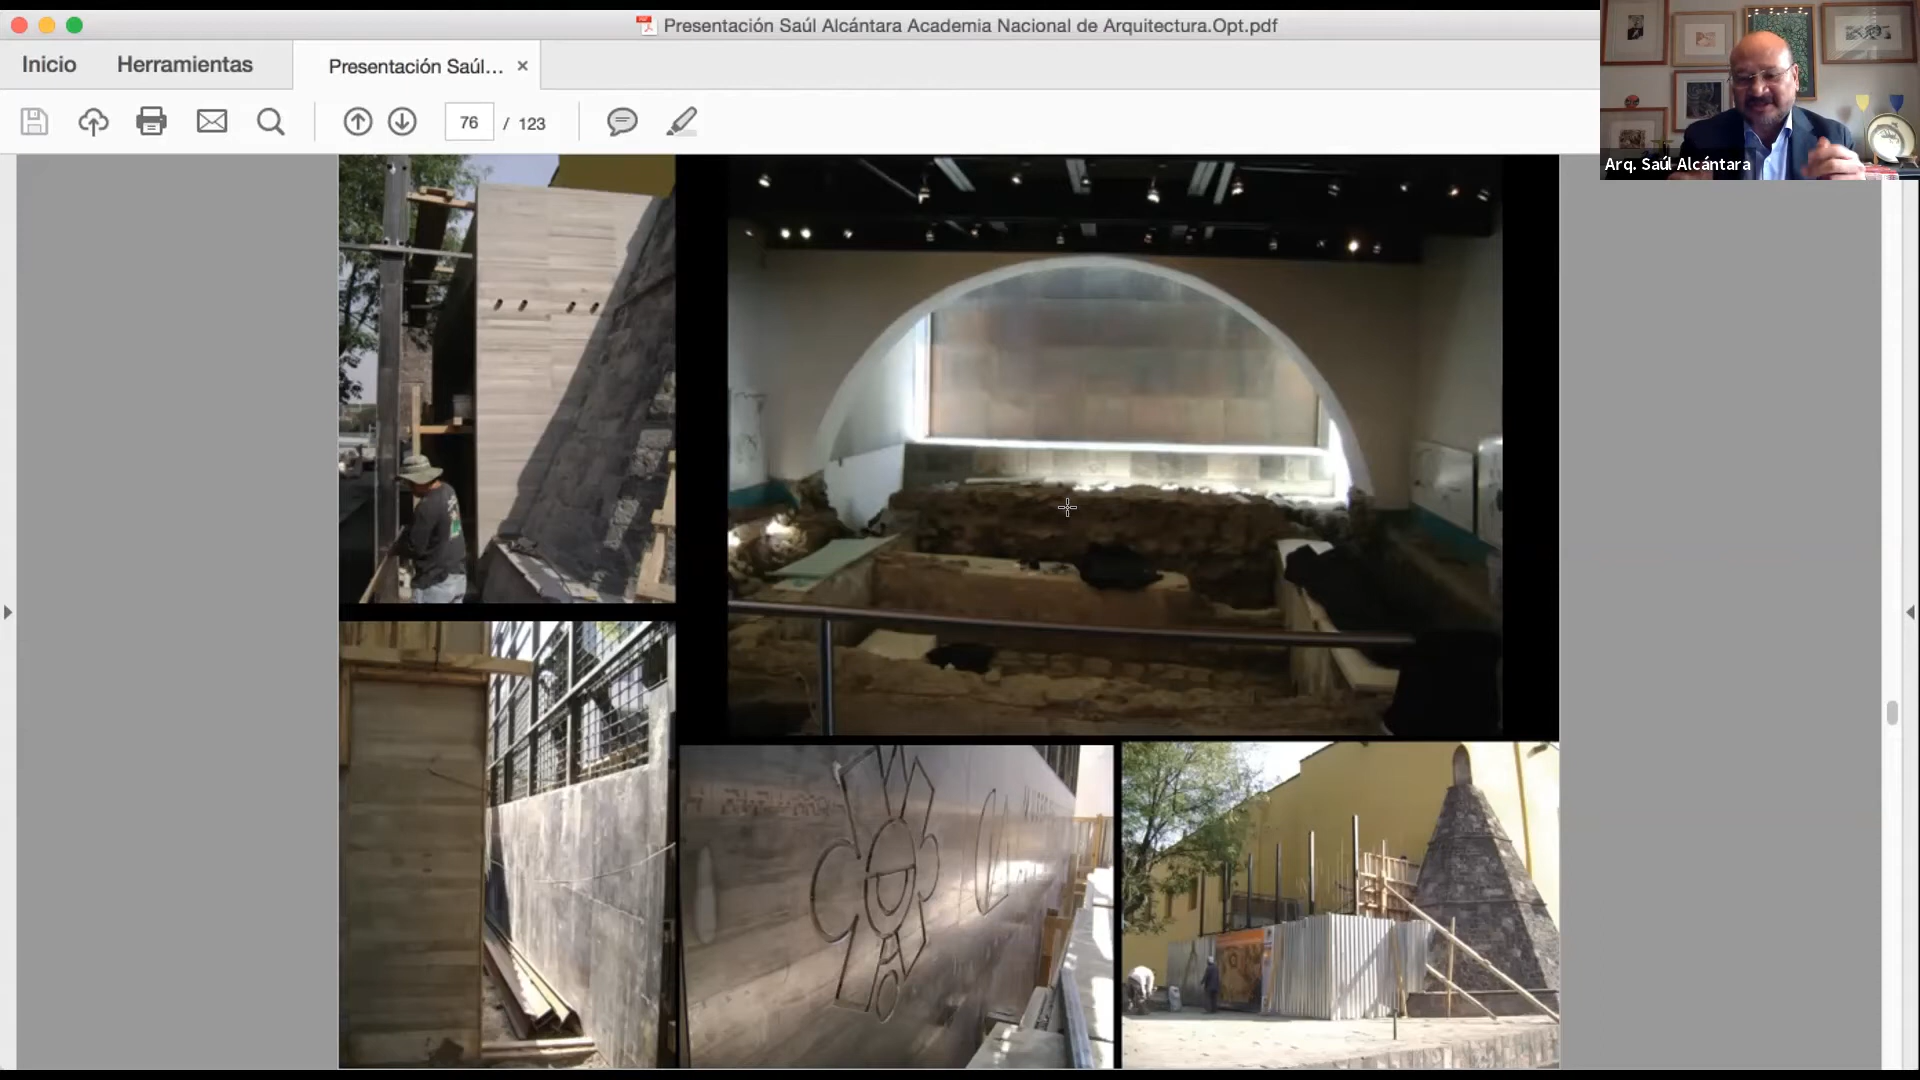 Presentación Saúl Alcántara Academia Nacional de Arquitectura.Opt.pdf
Inicio
Herramientas
Presentación Saúl...
76 / 123
Arq. Saúl Alcántara